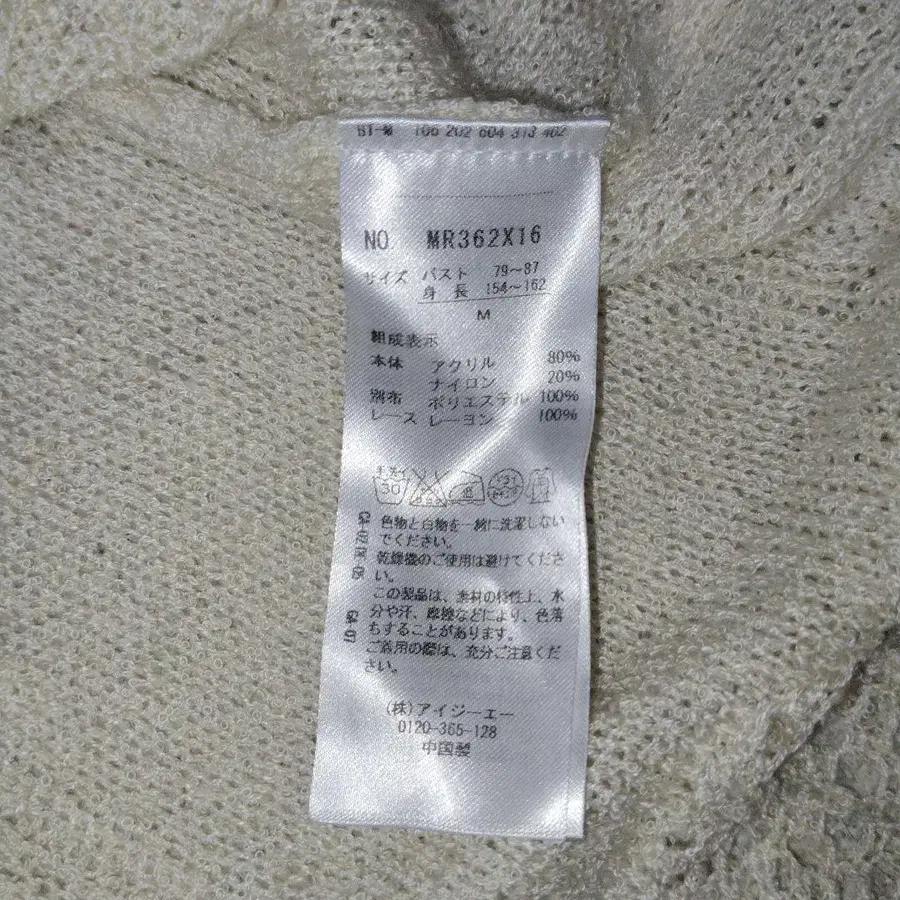 BT-M 106 202 604 313 402
NO. MR362X16
サイズ バスト 79~87
身長 154~162
M
組成表示
本体 アクリル 80%
ナイロン 20%
別布 ポリエステル 100%
レース レーヨン 100%
手洗イ
30
中
色物と白物を一緒に洗濯しない
でください。
乾燥機のご使用は避けてくださ
い。
この製品は、素材の特性上、水
分や汗、摩擦などにより、色落
ちすることがあります。
ご着用の際は、充分ご注意くだ
さい。
GA-07
(株)アイジーエー
0120-365-128
中国製